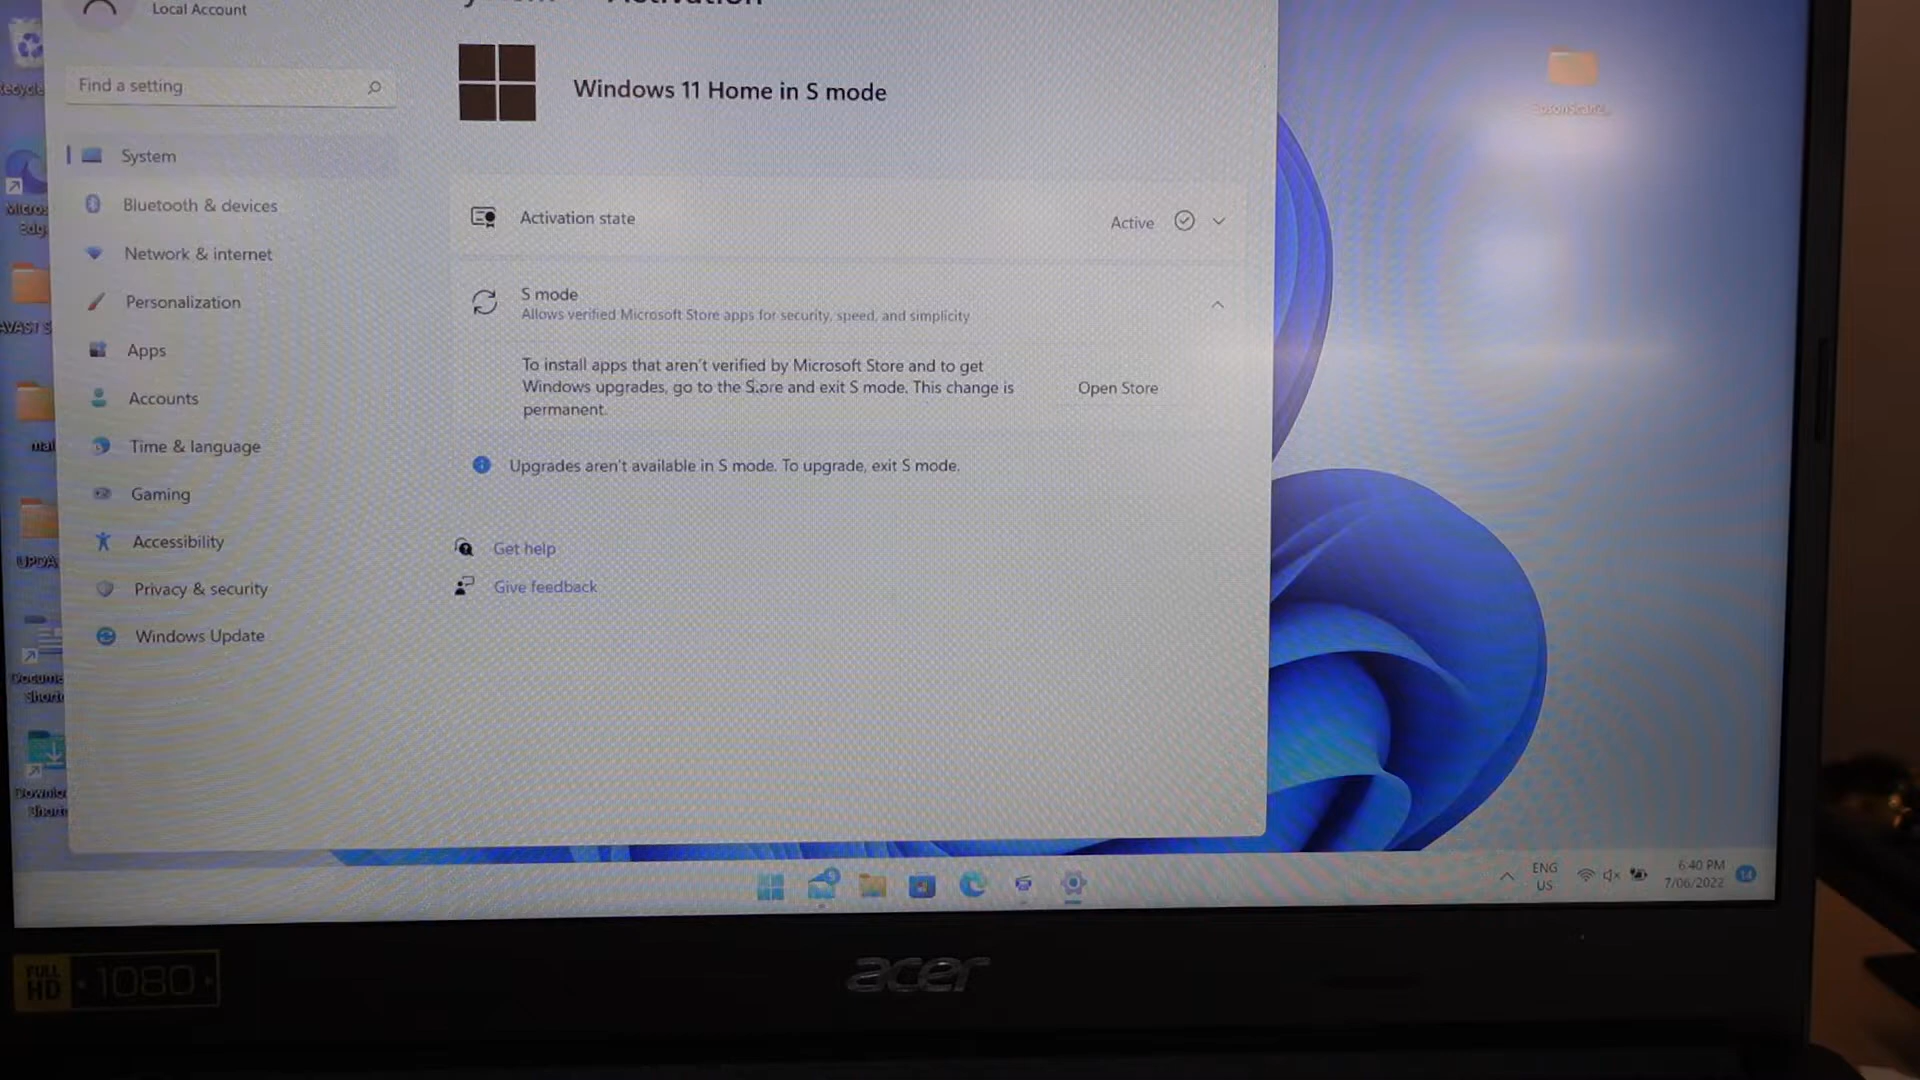 Local Account
Activation
Find a setting
Windows 11 Home in S mode
System
Bluetooth & devices
Network & internet
Personalization
Apps
Accounts
Time & language
Gaming
Accessibility
Privacy & security
Windows Update
Activation state
Active
S mode
Allows verified Microsoft Store apps for security, speed, and simplicity
To install apps that aren't verified by Microsoft Store and to get
Windows upgrades, go to the Store and exit S mode. This change is
permanent.
Open Store
Upgrades aren't available in S mode. To upgrade, exit S mode.
Get help
Give feedback
AVAST S
ENG
US
6:40 PM
7/06/2022
14
FULL
HD
1080
acer